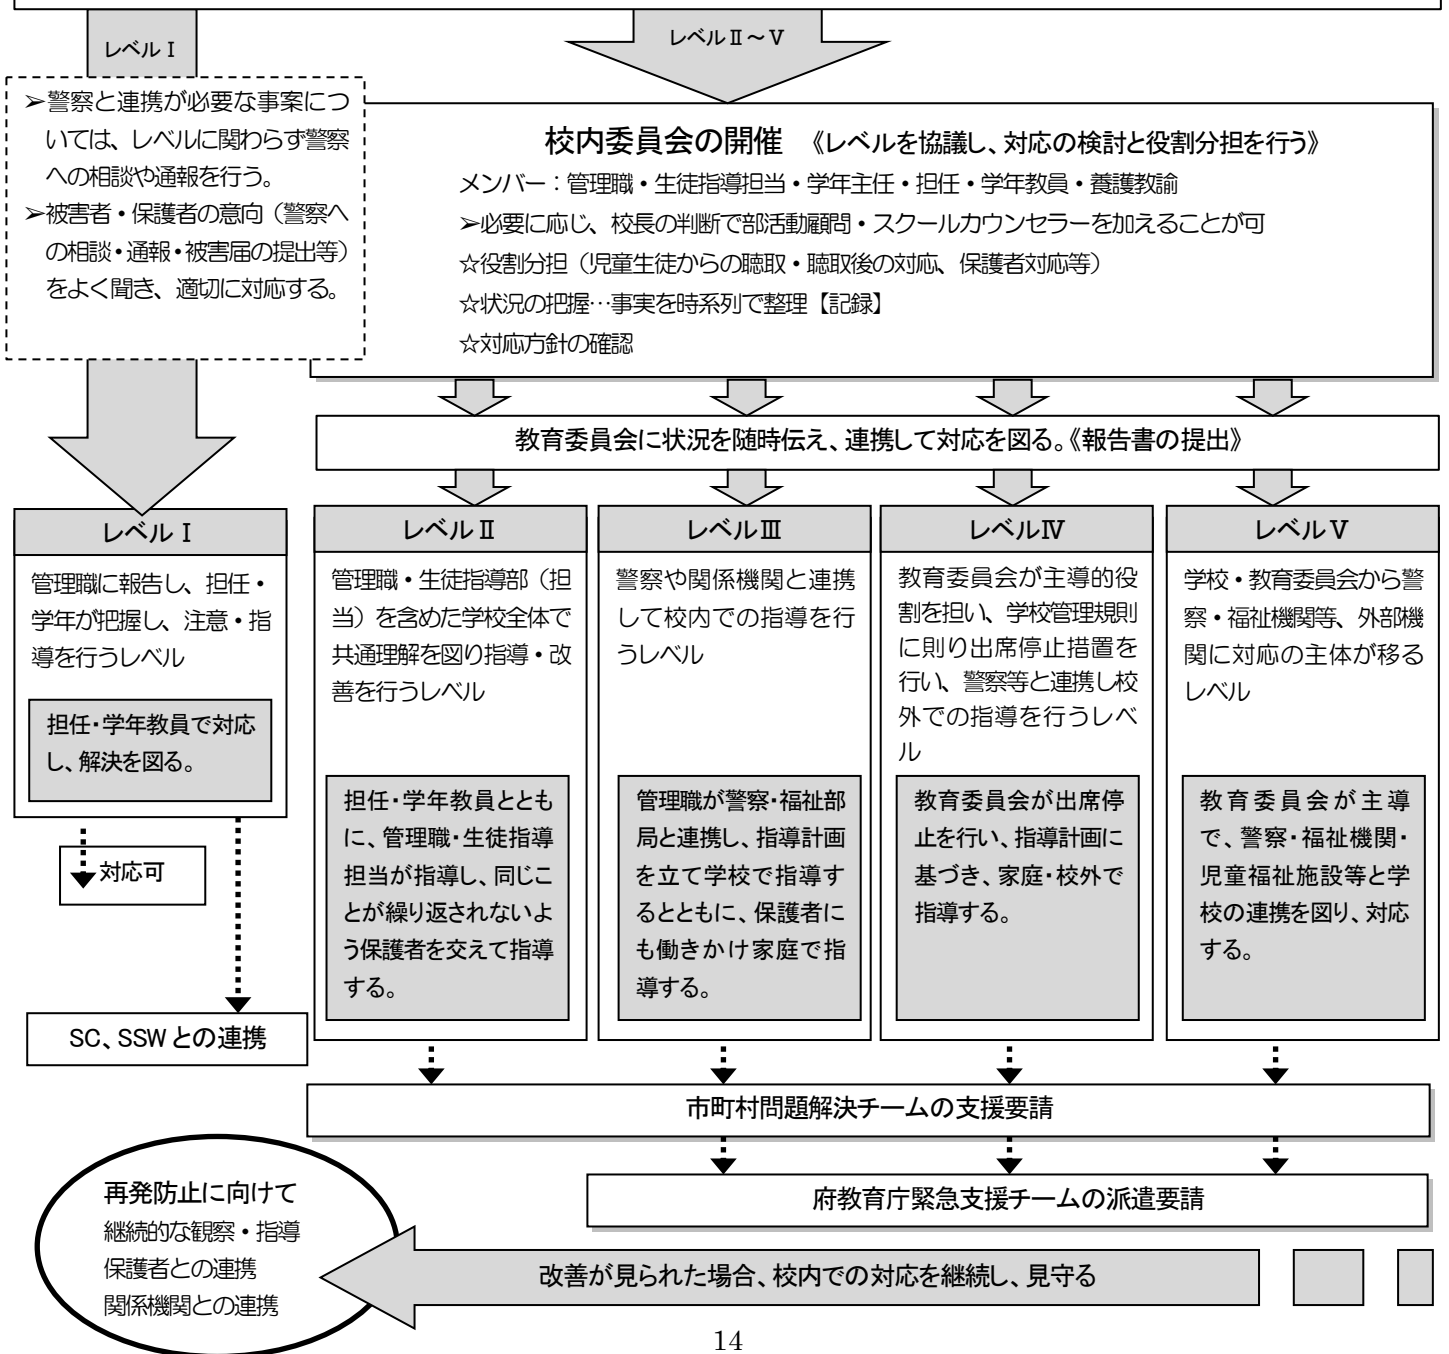 レベルⅠ
レベルⅡ～Ⅴ
➢警察と連携が必要な事案につ
いては、レベルに関わらず警察
への相談や通報を行う。
➢被害者・保護者の意向（警察へ
の相談・通報・被害届の提出等）
をよく聞き、適切に対応する。
校内委員会の開催　《レベルを協議し、対応の検討と役割分担を行う》
メンバー：管理職・生徒指導担当・学年主任・担任・学年教員・養護教諭
➢必要に応じ、校長の判断で部活動顧問・スクールカウンセラーを加えることが可
☆役割分担（児童生徒からの聴取・聴取後の対応、保護者対応等）
☆状況の把握…事実を時系列で整理【記録】
☆対応方針の確認
教育委員会に状況を随時伝え、連携して対応を図る。《報告書の提出》
レベルⅠ
管理職に報告し、担任・
学年が把握し、注意・指
導を行うレベル
担任・学年教員で対応
し、解決を図る。
対応可
SC、SSWとの連携
レベルⅡ
管理職・生徒指導部（担
当）を含めた学校全体で
共通理解を図り指導・改
善を行うレベル
担任・学年教員ととも
に、管理職・生徒指導
担当が指導し、同じこ
とが繰り返されないよ
う保護者を交えて指導
する。
レベルⅢ
警察や関係機関と連携
して校内での指導を行
うレベル
管理職が警察・福祉部
局と連携し、指導計画
を立て学校で指導す
るとともに、保護者に
も働きかけ家庭で指
導する。
レベルⅣ
教育委員会が主導的役
割を担い、学校管理規則
に則り出席停止措置を
行い、警察等と連携し校
外での指導を行うレベ
ル
教育委員会が出席停
止を行い、指導計画に
基づき、家庭・校外で
指導する。
レベルⅤ
学校・教育委員会から警
察・福祉機関等、外部機
関に対応の主体が移る
レベル
教育委員会が主導
で、警察・福祉機関・
児童福祉施設等と学
校の連携を図り、対応
する。
市町村問題解決チームの支援要請
府教育庁緊急支援チームの派遣要請
再発防止に向けて
継続的な観察・指導
保護者との連携
関係機関との連携
改善が見られた場合、校内での対応を継続し、見守る
14